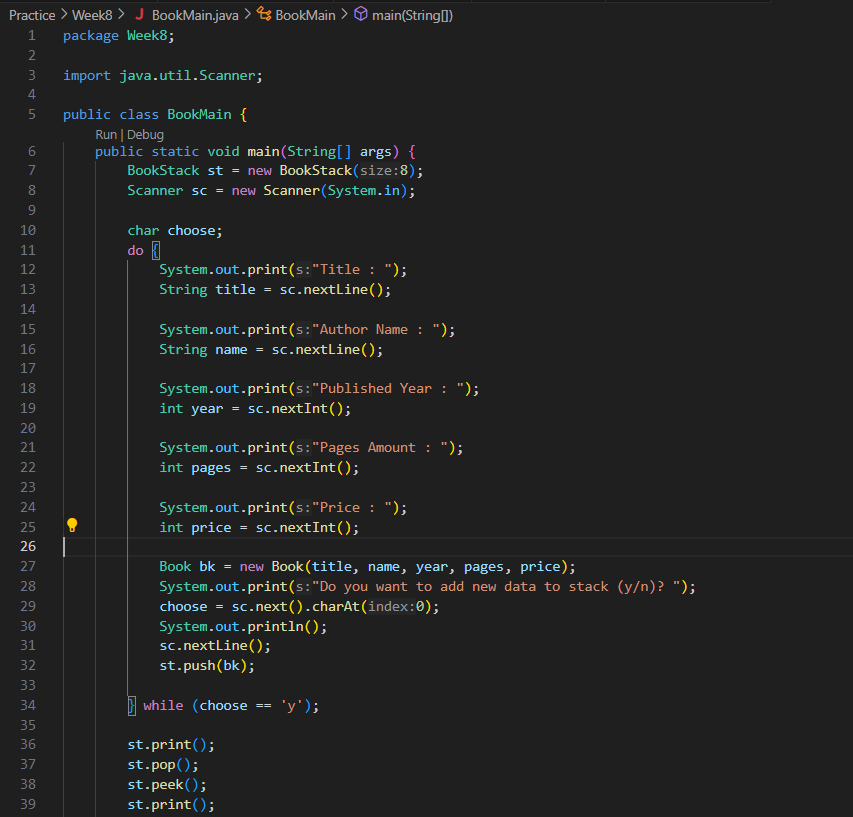 Practice > Week8 > J BookMain.java > BookMain > main(String[])
1 package Week8;
2
3 import java.util.Scanner;
4
5 public class BookMain {
Run | Debug
6 public static void main(String[] args) {
7 BookStack st = new BookStack(size:8);
8 Scanner sc = new Scanner(System.in);
9
10 char choose;
11 do {
12 System.out.print(s:"Title : ");
13 String title = sc.nextLine();
14
15 System.out.print(s:"Author Name : ");
16 String name = sc.nextLine();
17
18 System.out.print(s:"Published Year : ");
19 int year = sc.nextInt();
20
21 System.out.print(s:"Pages Amount : ");
22 int pages = sc.nextInt();
23
24 System.out.print(s:"Price : ");
25 int price = sc.nextInt();
26
27 Book bk = new Book(title, name, year, pages, price);
28 System.out.print(s:"Do you want to add new data to stack (y/n)? ");
29 choose = sc.next().charAt(index:0);
30 System.out.println();
31 sc.nextLine();
32 st.push(bk);
33
34 } while (choose == 'y');
35
36 st.print();
37 st.pop();
38 st.peek();
39 st.print();